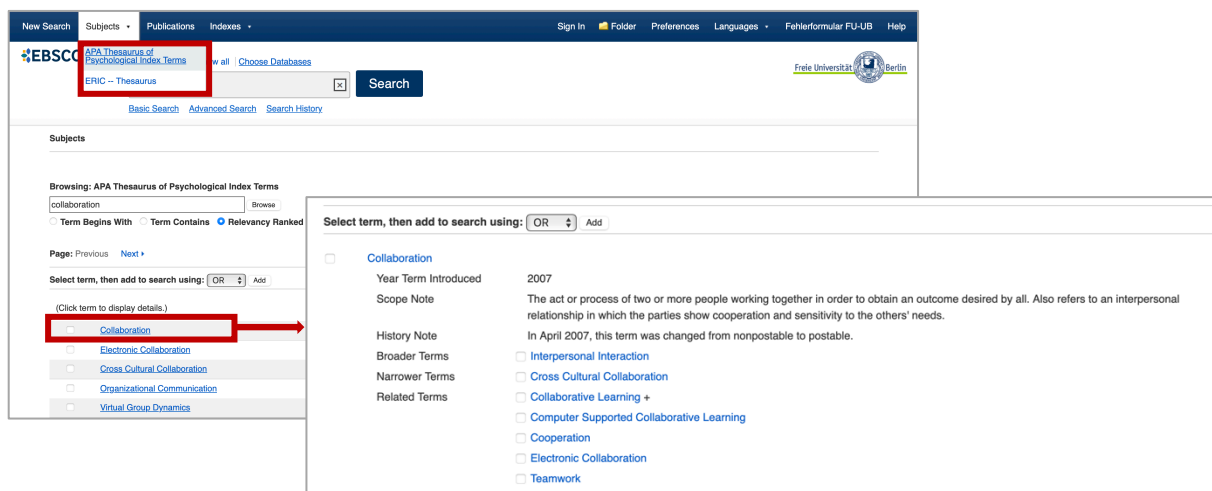 New Search Subjects Publications Indexes Sign In Folder Preferences Languages Fehlerformular FU-UB Help
EBSCO
APA Thesaurus of
Psychological Index Terms
ERIC -- Thesaurus
all Choose Databases
Search
Freie Universität Berlin
Basic Search Advanced Search Search History
Subjects
Browsing: APA Thesaurus of Psychological Index Terms
collaboration Browse
Term Begins With Term Contains Relevancy Ranked
Page: Previous Next
Select term, then add to search using: OR Add
(Click term to display details.)
Collaboration
Electronic Collaboration
Cross Cultural Collaboration
Organizational Communication
Virtual Group Dynamics
Select term, then add to search using: OR Add
Collaboration
Year Term Introduced 2007
Scope Note The act or process of two or more people working together in order to obtain an outcome desired by all. Also refers to an interpersonal
relationship in which the parties show cooperation and sensitivity to the others' needs.
History Note In April 2007, this term was changed from nonpostable to postable.
Broader Terms Interpersonal Interaction
Narrower Terms Cross Cultural Collaboration
Related Terms Collaborative Learning +
Computer Supported Collaborative Learning
Cooperation
Electronic Collaboration
Teamwork